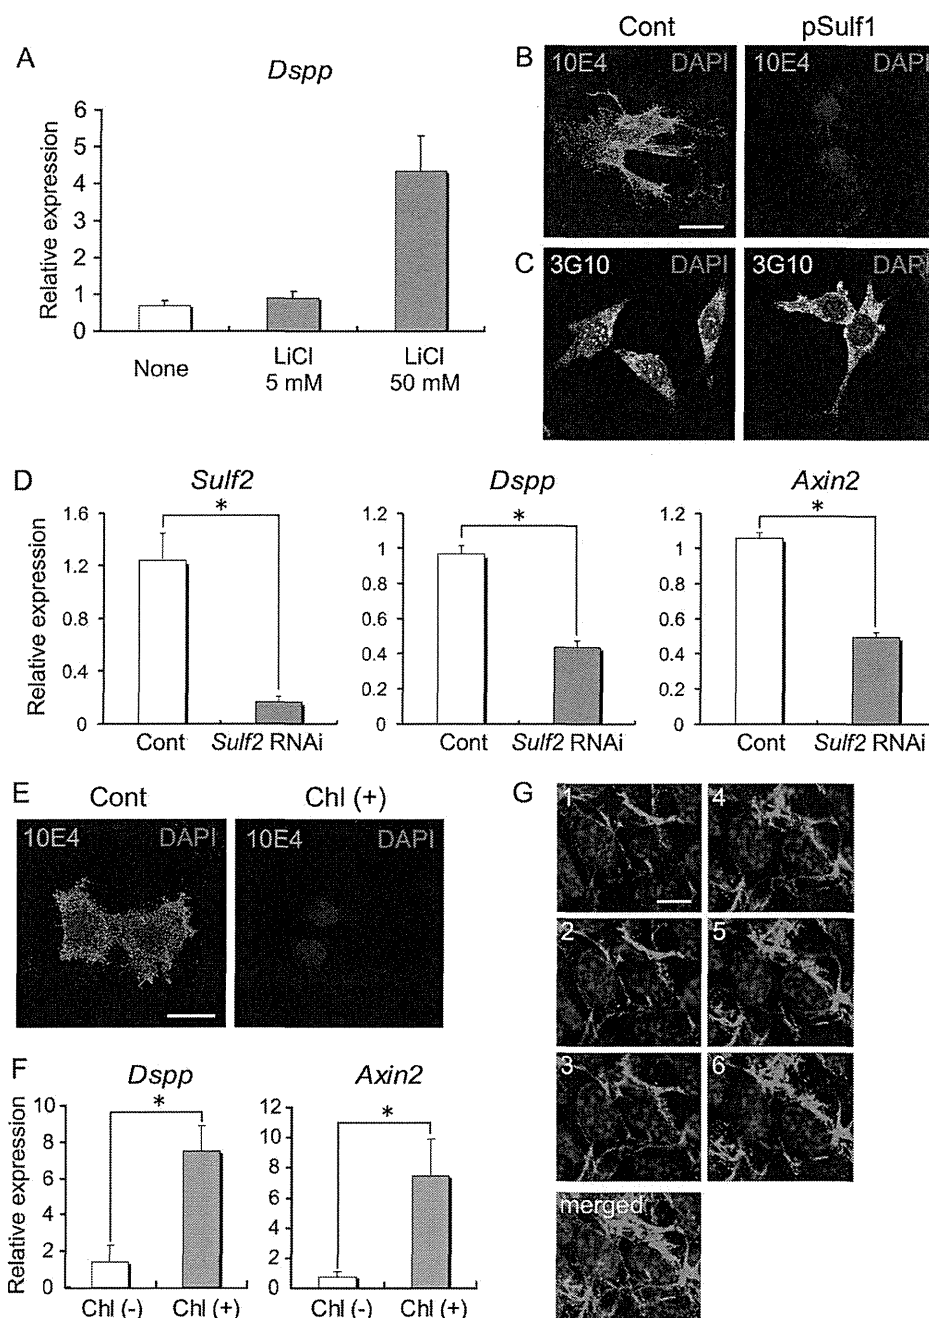 A
Dspp
Relative expression
6
5
4
3
2
1
0
None
LiCl
5 mM
LiCl
50 mM
Cont
pSulf1
B
10E4
DAPI
10E4
DAPI
C
3G10
DAPI
3G10
DAPI
D
Sulf2
Relative expression
1.6
1.2
0.8
0.4
0
*
Cont
Sulf2 RNAi
Dspp
1.2
1
0.8
0.6
0.4
0.2
0
*
Cont
Sulf2 RNAi
Axin2
1.2
1
0.8
0.6
0.4
0.2
0
*
Cont
Sulf2 RNAi
E
Cont
Chl (+)
10E4
DAPI
10E4
DAPI
F
Dspp
Relative expression
10
8
6
4
2
0
*
Chl (-)
Chl (+)
Axin2
12
10
8
6
4
2
0
*
Chl (-)
Chl (+)
G
1
4
2
5
3
6
merged